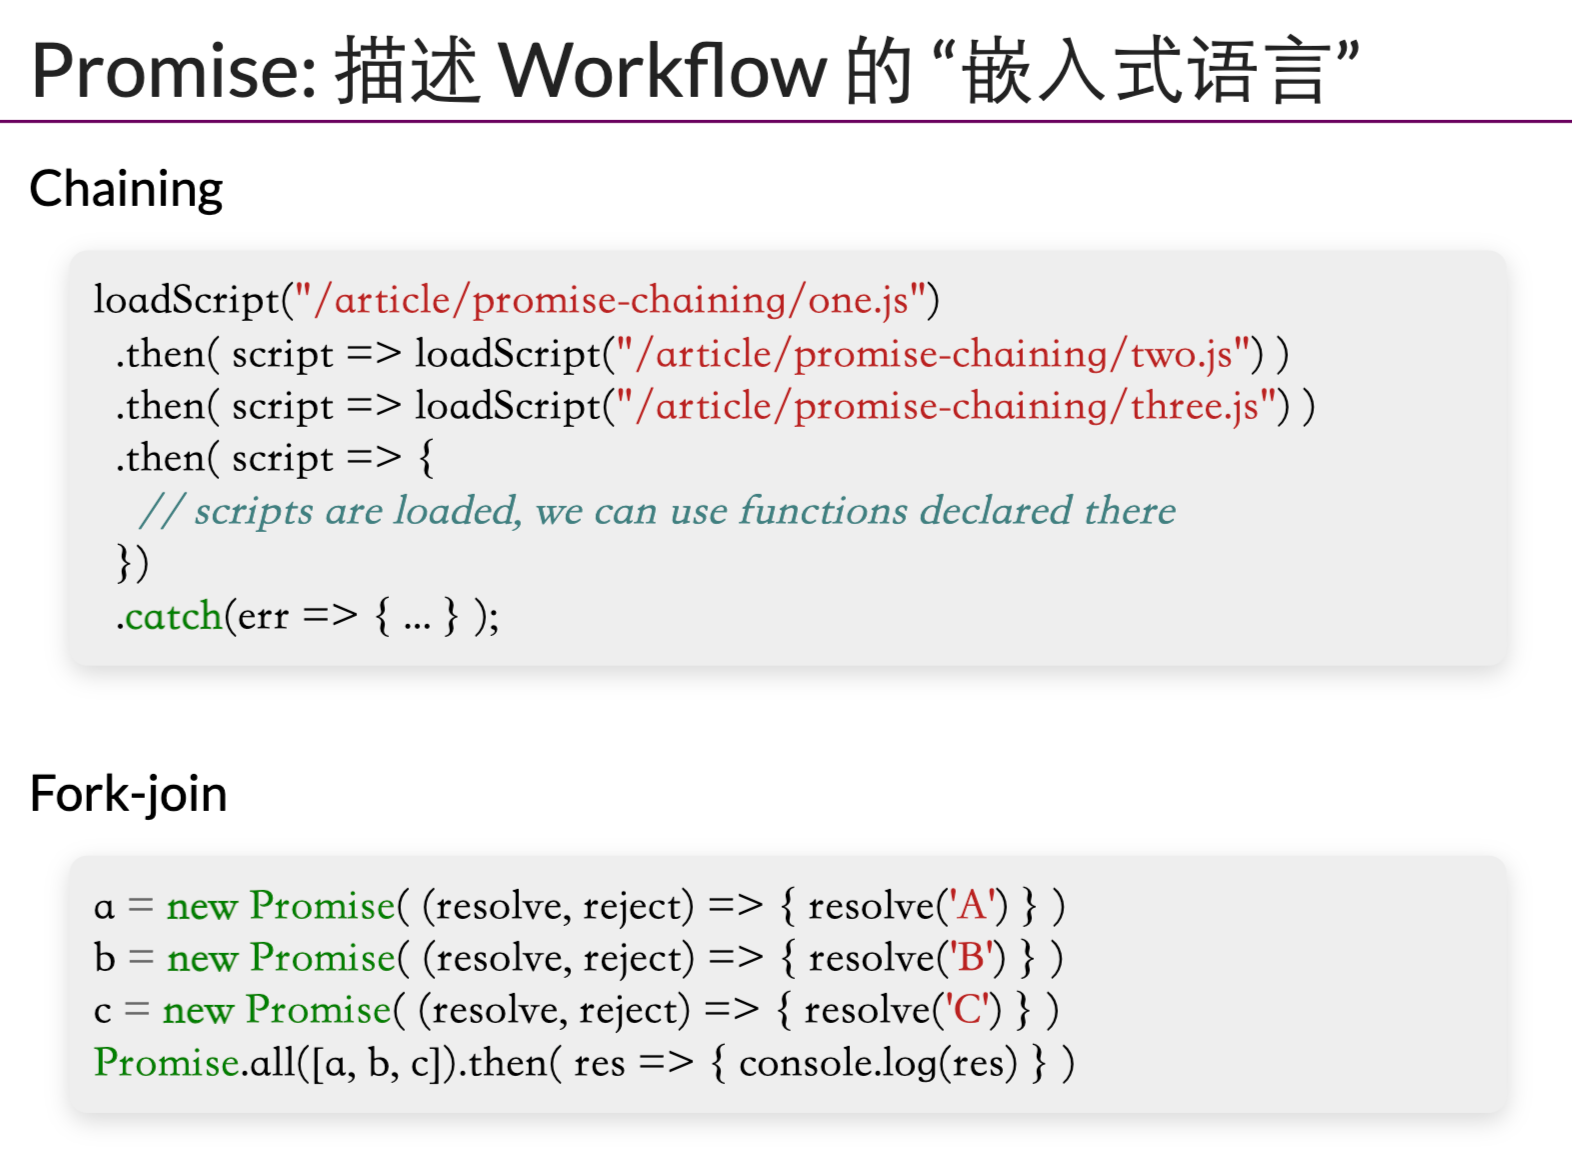 Promise: 描述 Workflow 的 “嵌入式语言”
Chaining
loadScript("/article/promise-chaining/one.js")
  .then( script => loadScript("/article/promise-chaining/two.js") )
  .then( script => loadScript("/article/promise-chaining/three.js") )
  .then( script => {
    // scripts are loaded, we can use functions declared there
  })
  .catch(err => { ... } );
Fork-join
a = new Promise( (resolve, reject) => { resolve('A') } )
b = new Promise( (resolve, reject) => { resolve('B') } )
c = new Promise( (resolve, reject) => { resolve('C') } )
Promise.all([a, b, c]).then( res => { console.log(res) } )